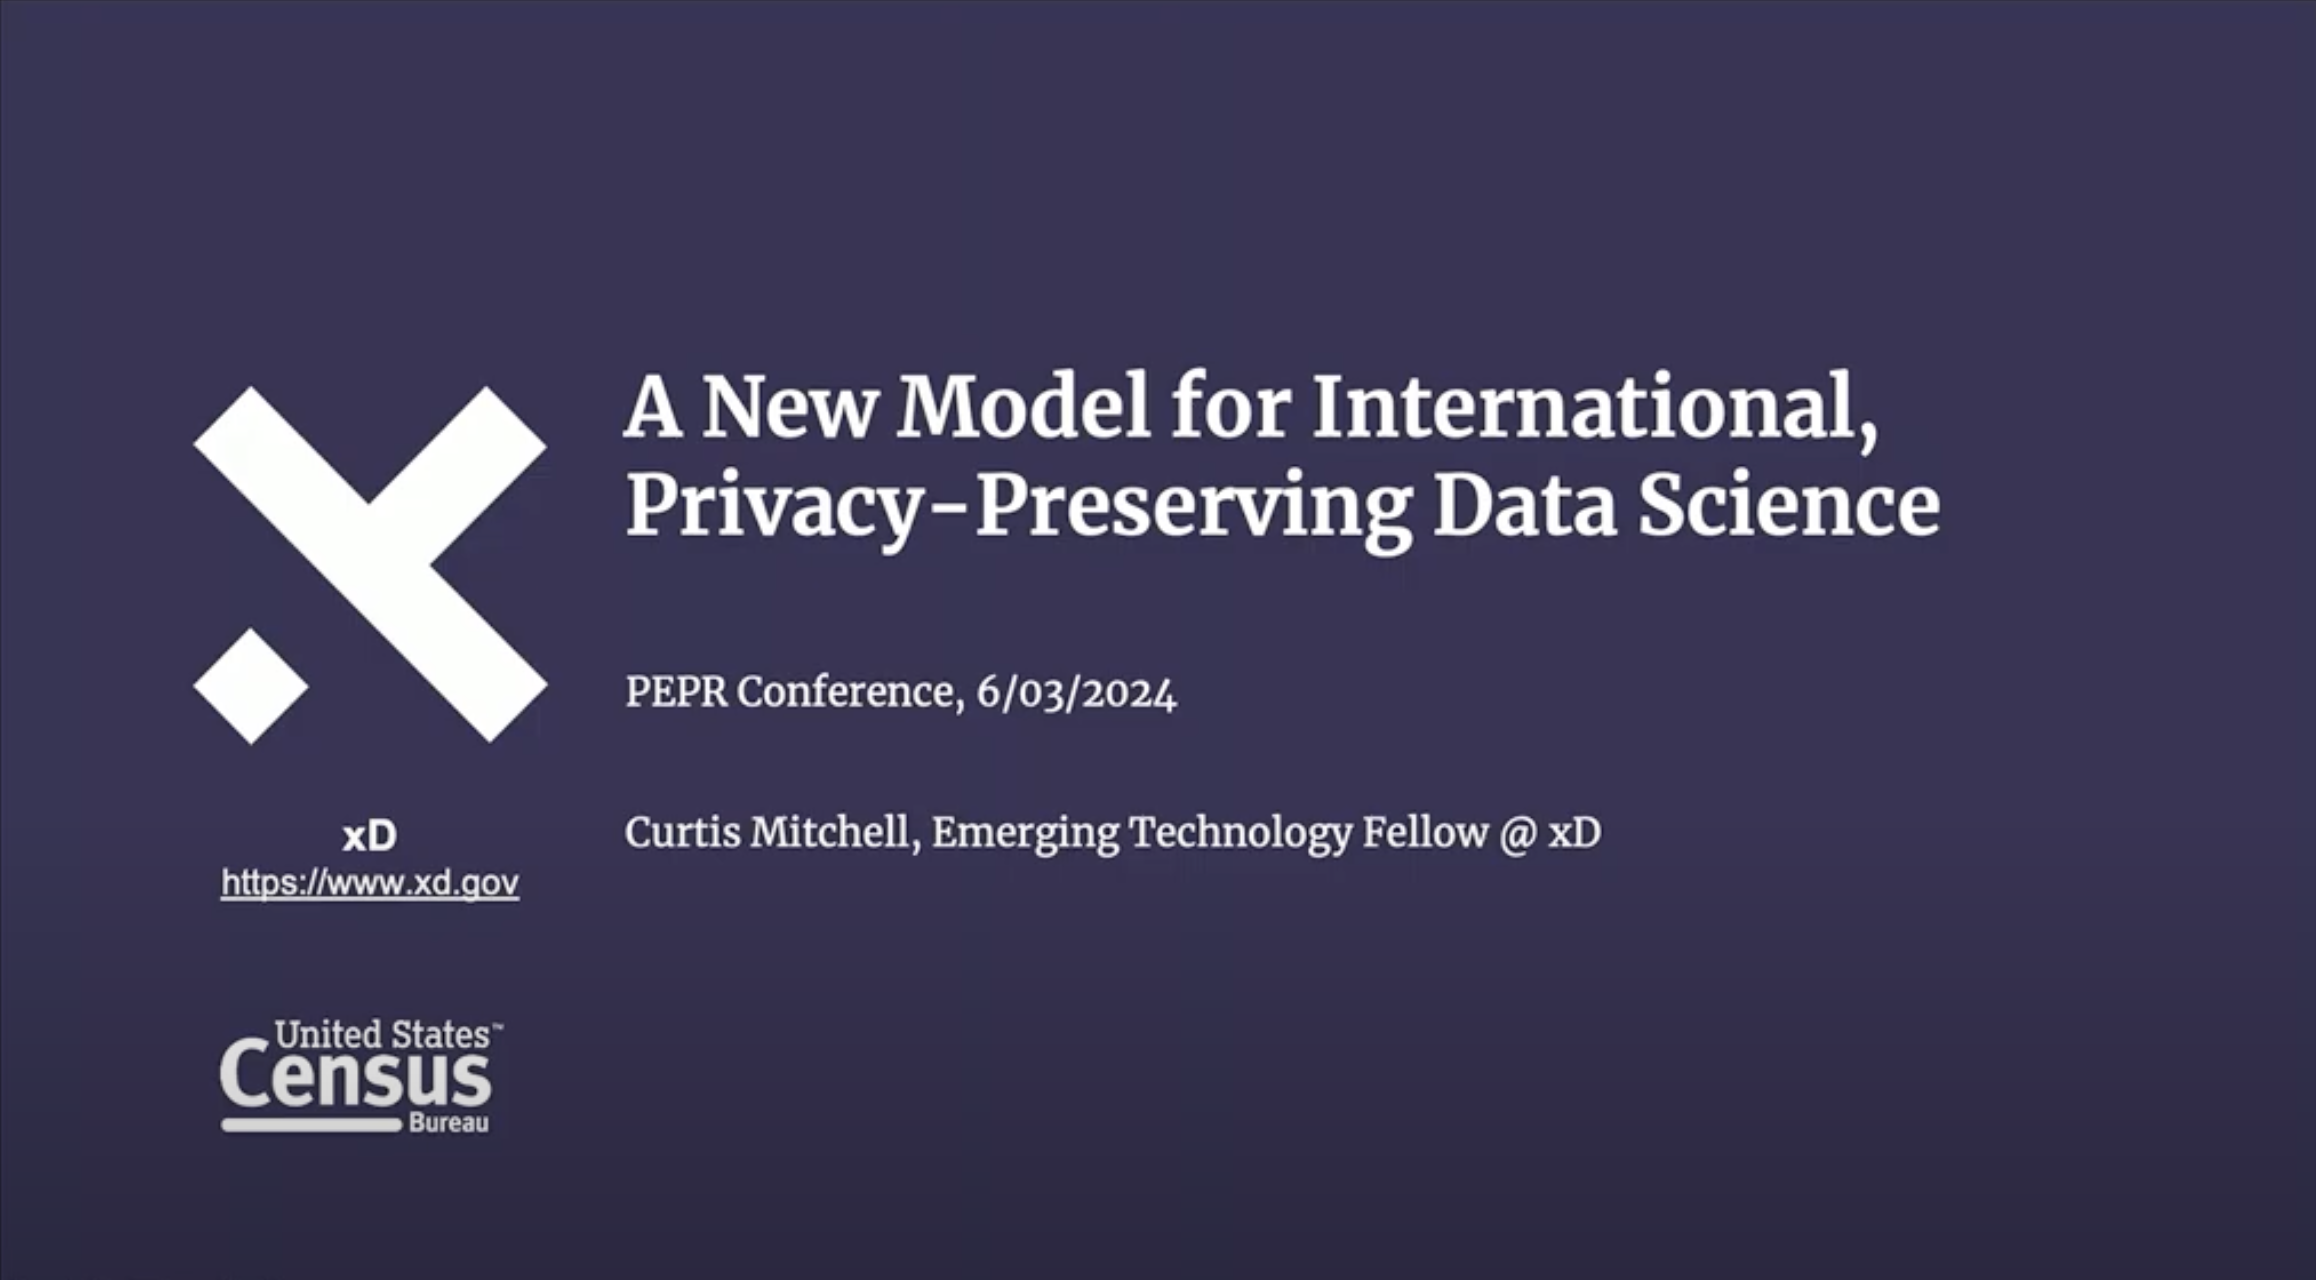 A New Model for International,
Privacy-Preserving Data Science
PEPR Conference, 6/03/2024
Curtis Mitchell, Emerging Technology Fellow @ xD
xD
https://www.xd.gov
United States™
Census
Bureau